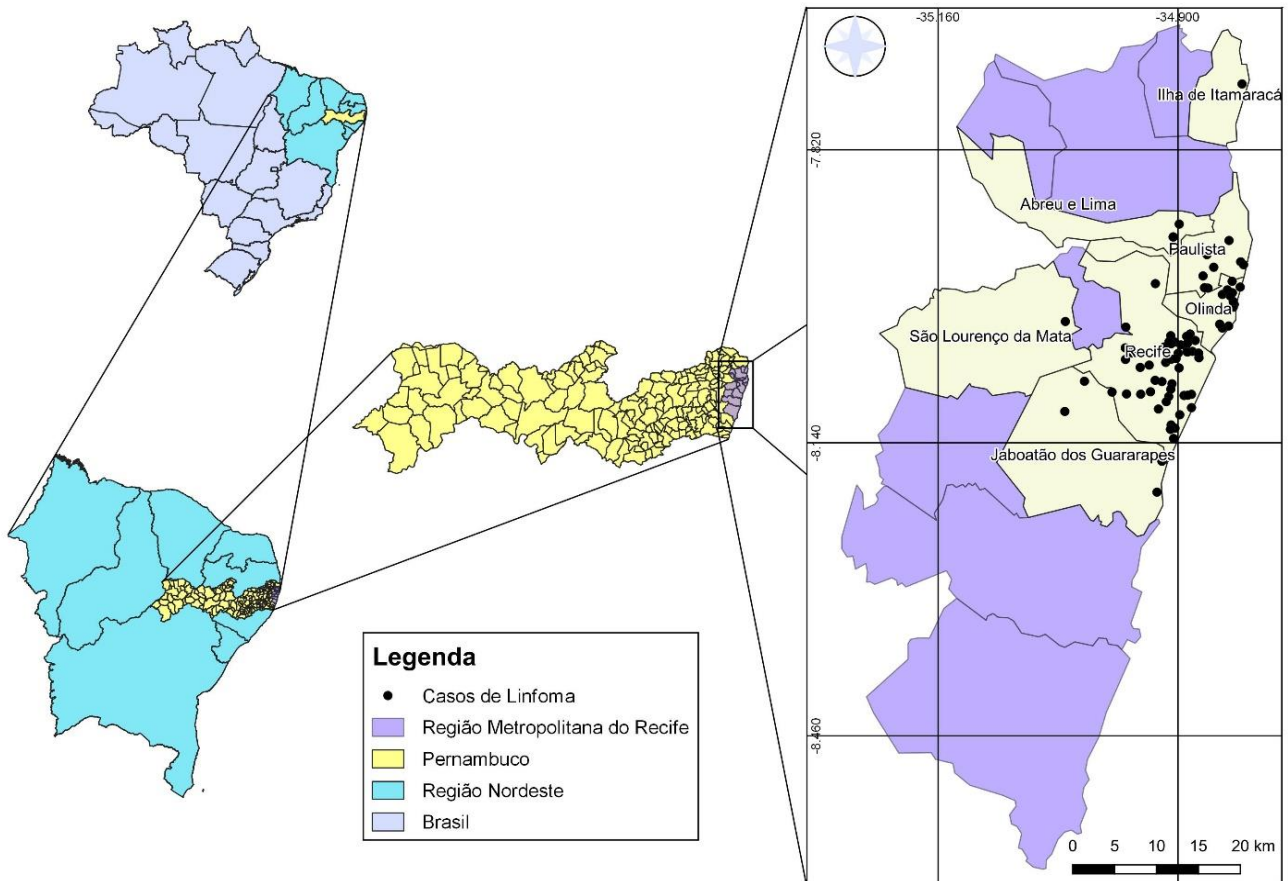 -35.160
-34.900
Ilha de Itamaracá
-7.820
Abreu e Lima
Paulista
Olinda
São Lourenço da Mata
Recife
-8.140
Jaboatão dos Guararapes
-8.460
Legenda
Casos de Linfoma
Região Metropolitana do Recife
Pernambuco
Região Nordeste
Brasil
0 5 10 15 20 km